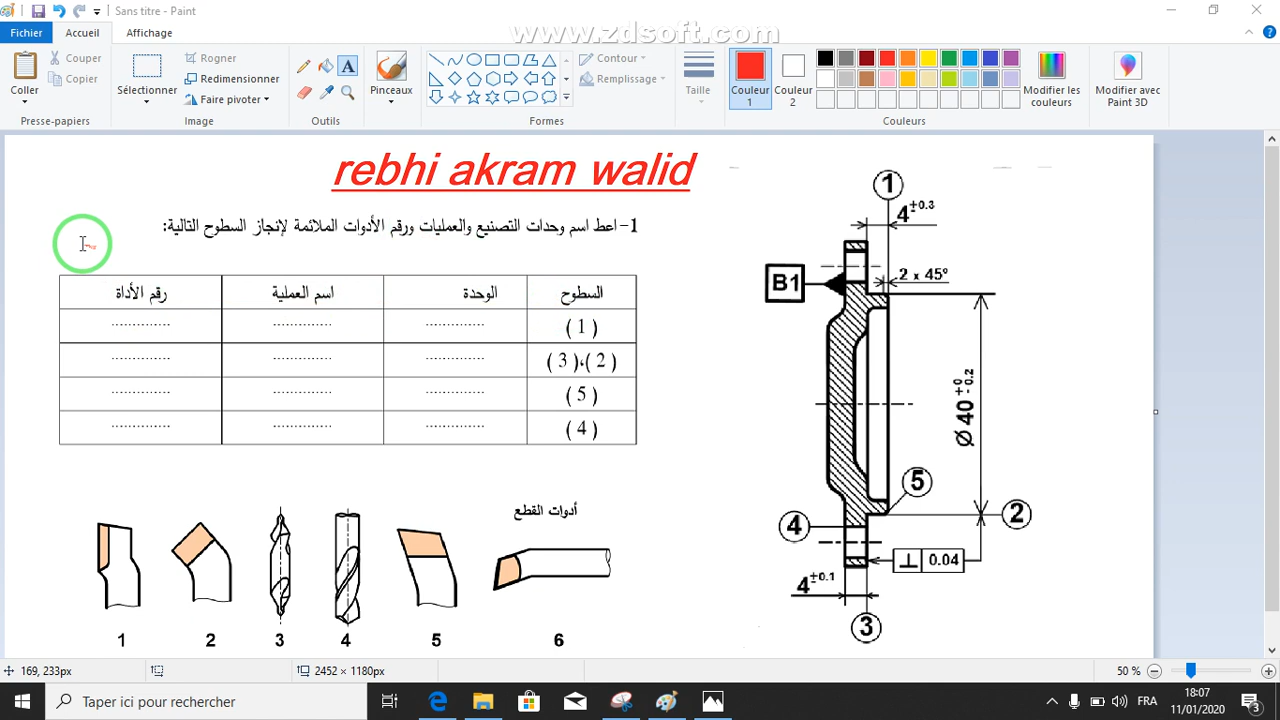 Sans titre - Paint
www.zdsoft.com
Fichier
Accueil
Affichage
Coller
Couper
Copier
Presse-papiers
Sélectionner
Rogner
Redimensionner
Faire pivoter
Image
A
Outils
Pinceaux
Contour
Remplissage
Formes
Taille
Couleur 1
Couleur 2
Modifier les couleurs
Couleurs
Modifier avec Paint 3D
rebhi akram walid
1- اعط اسم وحدات التصنيع والعمليات ورقم الأدوات الملائمة لإنجاز السطوح التالية:
السطوح الوحدة اسم العملية رقم الأداة
( 1 ) ................ ................ ................
( 2 )،( 3 ) ................ ................ ................
( 5 ) ................ ................ ................
( 4 ) ................ ................ ................
أدوات القطع
1 2 3 4 5 6
1
4 ±0.3
B1
2 x 45°
Ø 40 +0 -0.2
5
4
2
⊥ 0.04
4 ±0.1
3
169, 233px
2452 × 1180px
50 %
Taper ici pour rechercher
FRA
18:07
11/01/2020
3